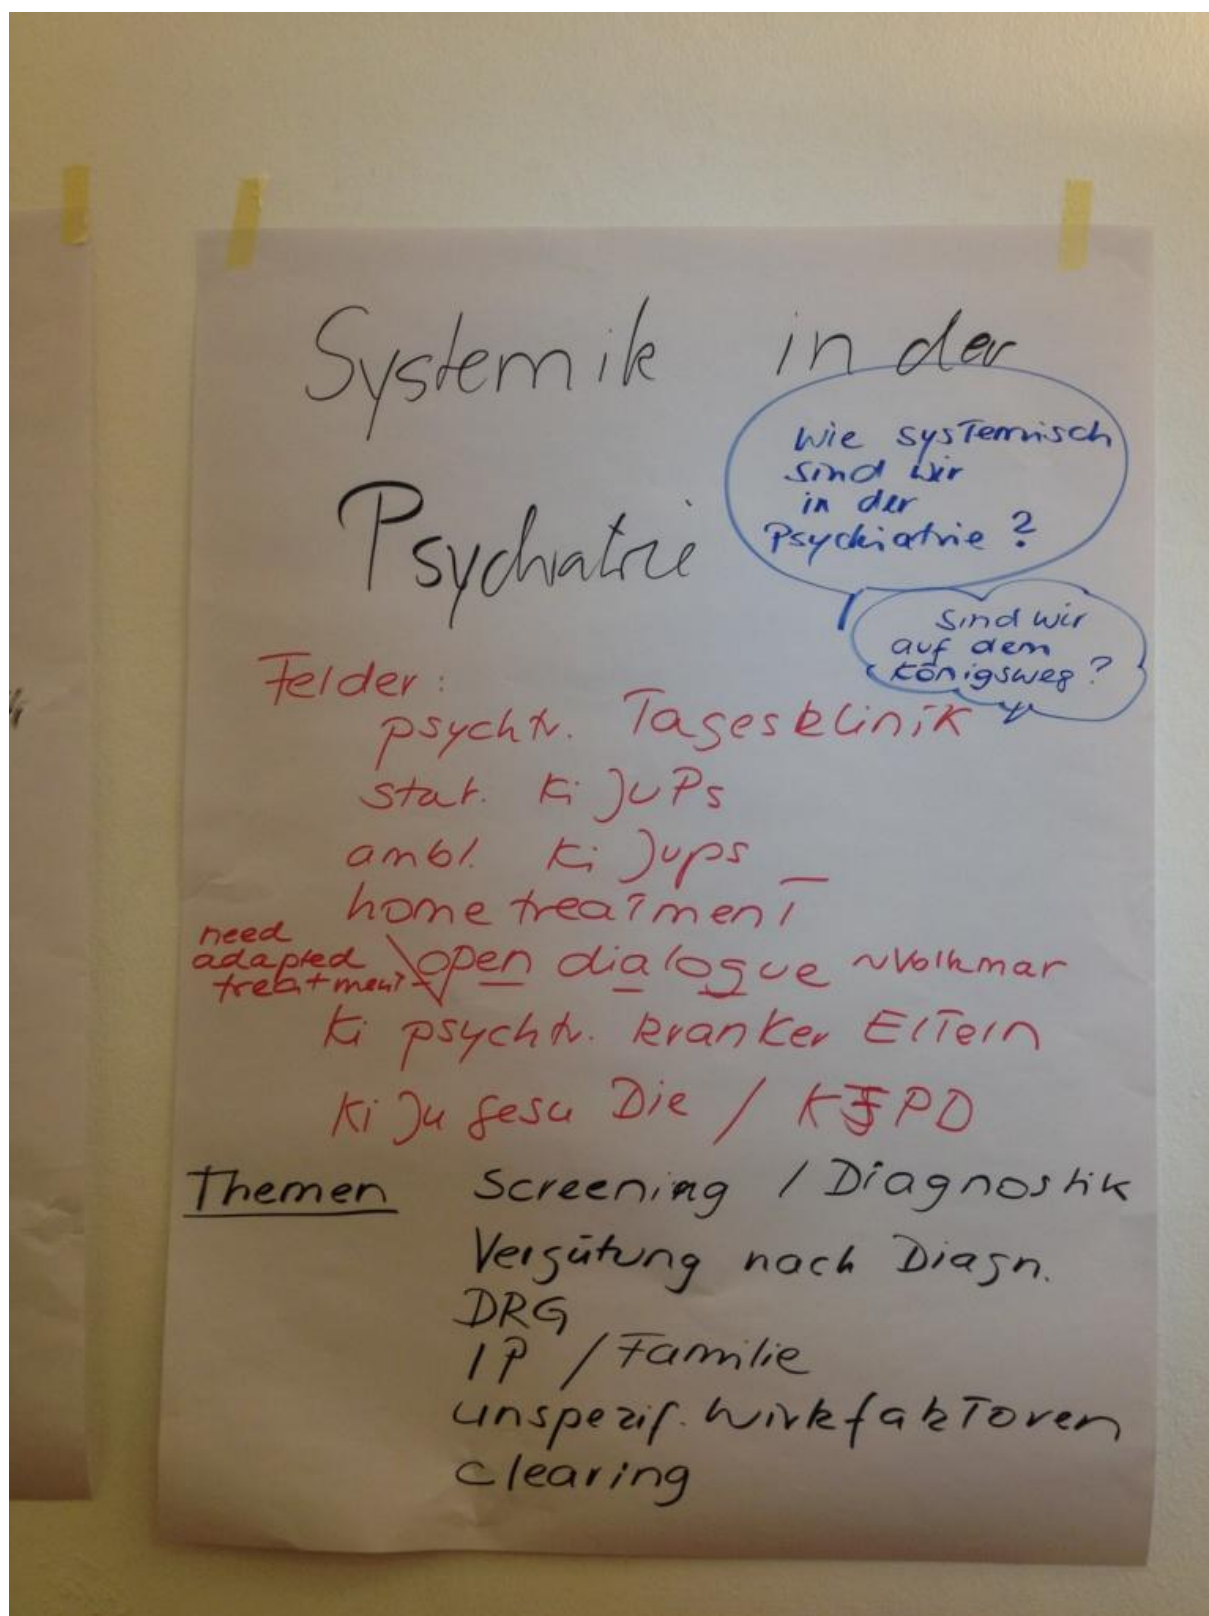 Systemik in der
Psychiatrie
Wie systemisch
sind wir
in der
Psychiatrie?
Sind wir
auf dem
Königsweg?
Felder:
psychtr. Tagesklinik
stat. KiJuPs
ambl. KiJups
home treatment
need
adapted
treatment
open dialogue ~Volkmar
Ki psychtr. kranker Eltern
KiJu Gesu Die / KJPD
Themen Screening / Diagnostik
Vergütung nach Diagn.
DRG
IP / Familie
unspezif. Wirkfaktoren
Clearing